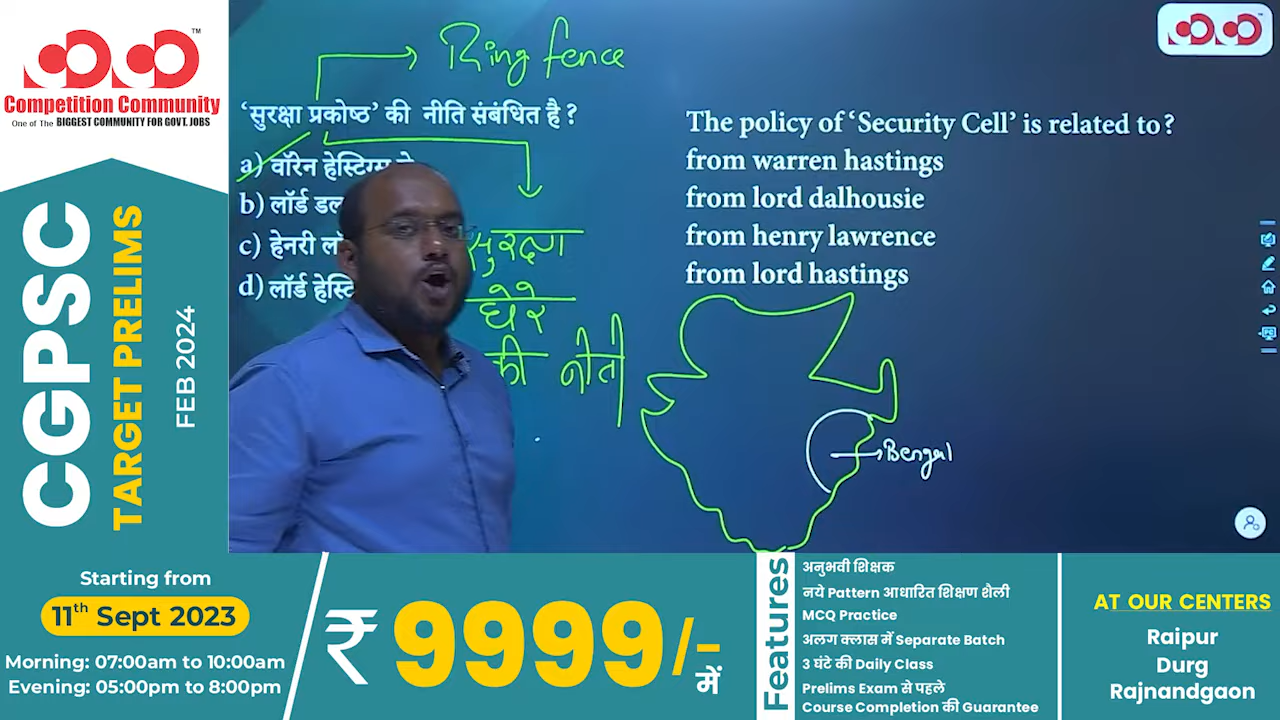 TM
Competition Community
One of The BIGGEST COMMUNITY FOR GOVT. JOBS
CGPSC
TARGET PRELIMS
FEB 2024
Ring fence
‘सुरक्षा प्रकोष्ठ’ की नीति संबंधित है ?
a) वॉरेन हेस्टिंग्स से
b) लॉर्ड
c) हेनरी
d) लॉर्ड
सुरक्षा
घेरे
की नीती
The policy of ‘Security Cell’ is related to?
from warren hastings
from lord dalhousie
from henry lawrence
from lord hastings
Bengal
Starting from
11th Sept 2023
Morning: 07:00am to 10:00am
Evening: 05:00pm to 8:00pm
₹ 9999/- में
Features
अनुभवी शिक्षक
नये Pattern आधारित शिक्षण शैली
MCQ Practice
अलग क्लास में Separate Batch
3 घंटे की Daily Class
Prelims Exam से पहले
Course Completion की Guarantee
AT OUR CENTERS
Raipur
Durg
Rajnandgaon